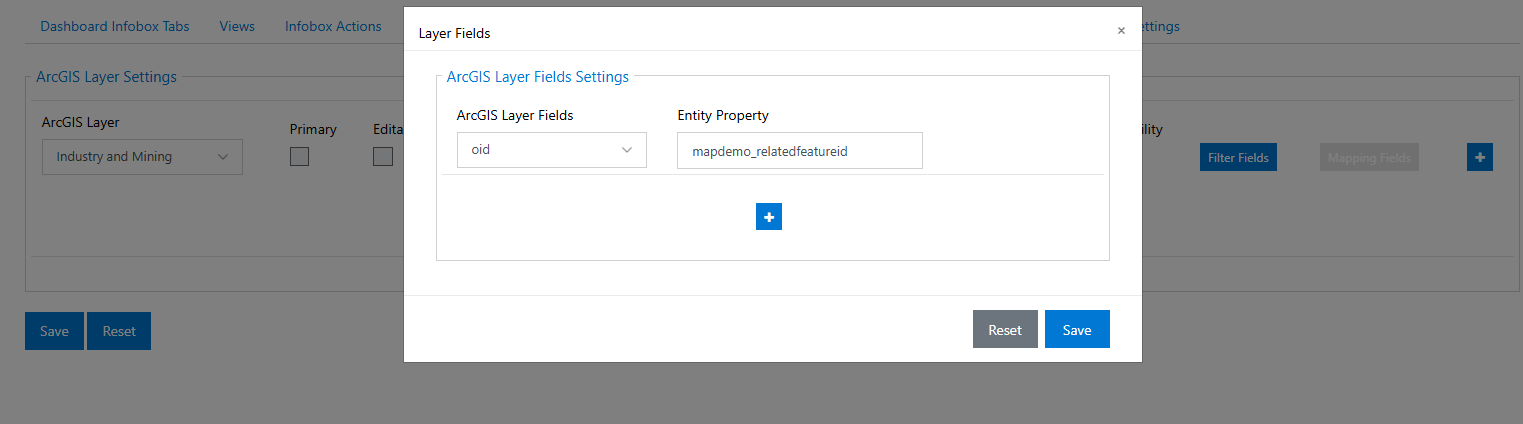 Dashboard Infobox Tabs
Views
Infobox Actions
ettings
Layer Fields
×
ArcGIS Layer Settings
ArcGIS Layer Fields Settings
ArcGIS Layer
Primary
Edita
ility
ArcGIS Layer Fields
Entity Property
Industry and Mining
oid
mapdemo_relatedfeatureid
Filter Fields
Mapping Fields
+
+
Save
Reset
Reset
Save